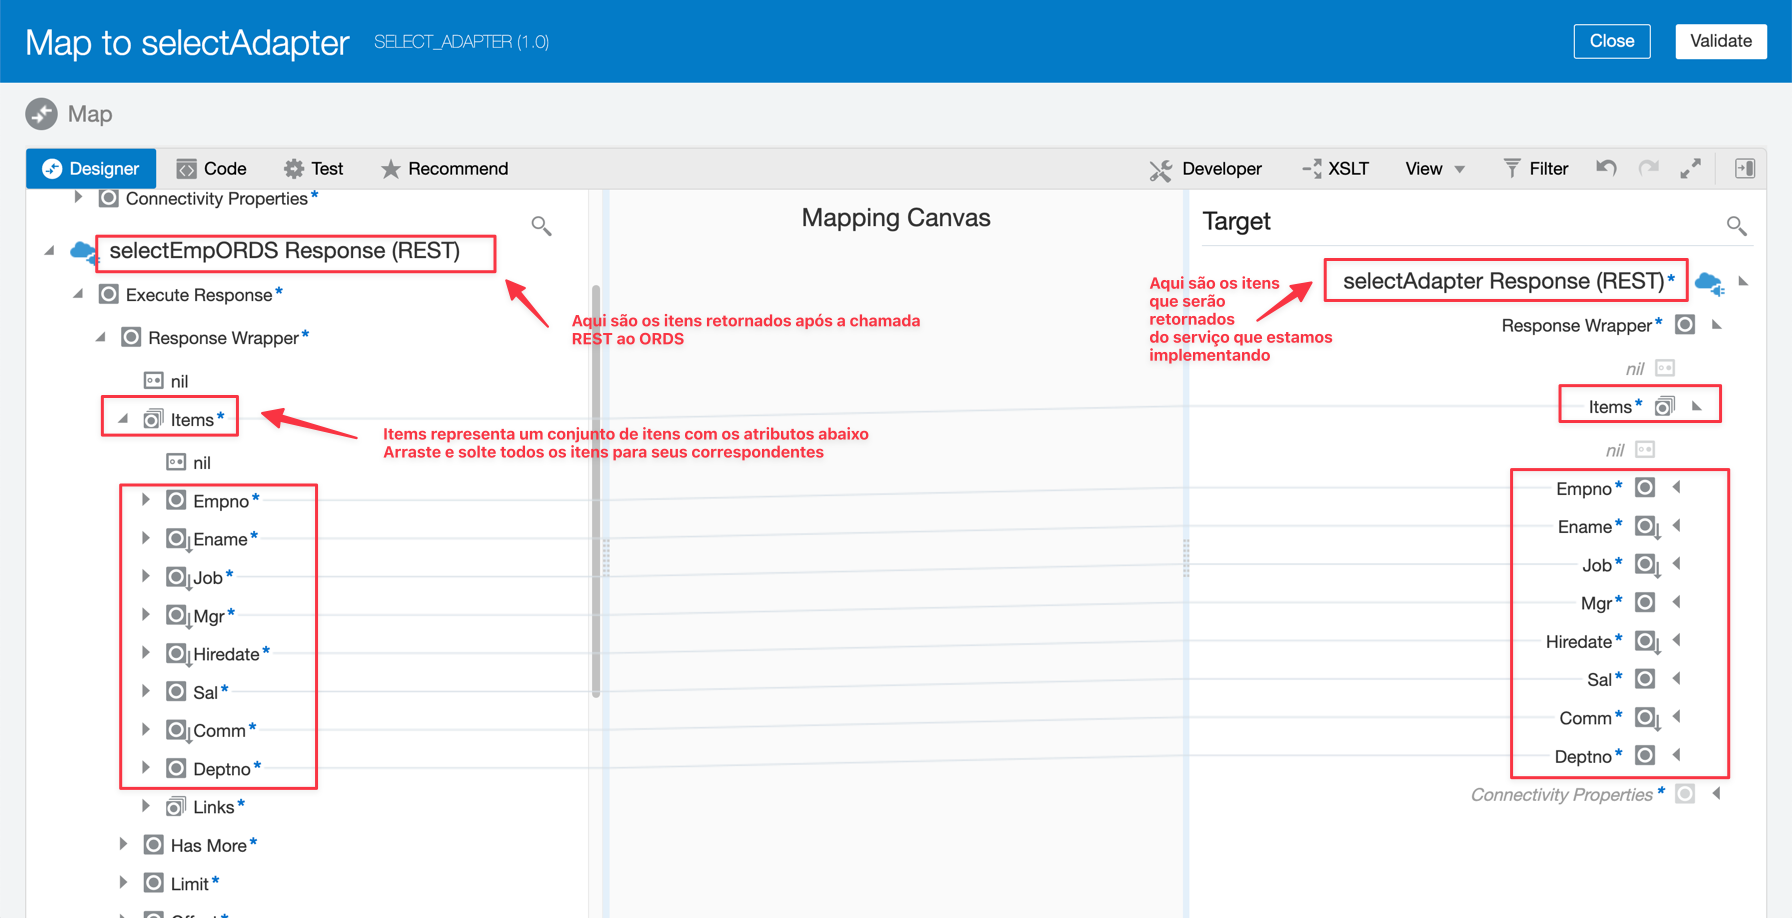 Map to selectAdapter SELECT_ADAPTER (1.0) Close Validate
Map
Designer Code Test Recommend Developer XSLT View Filter
Connectivity Properties*
selectEmpORDS Response (REST)
Execute Response*
Response Wrapper*
nil
Items*
nil
Empno*
Ename*
Job*
Mgr*
Hiredate*
Sal*
Comm*
Deptno*
Links*
Has More*
Limit*
Mapping Canvas
Aqui são os itens retornados após a chamada
REST ao ORDS
Items representa um conjunto de itens com os atributos abaixo
Arraste e solte todos os itens para seus correspondentes
Aqui são os itens
que serão
retornados
do serviço que estamos
implementando
Target
selectAdapter Response (REST)*
Response Wrapper*
nil
Items*
nil
Empno*
Ename*
Job*
Mgr*
Hiredate*
Sal*
Comm*
Deptno*
Connectivity Properties*